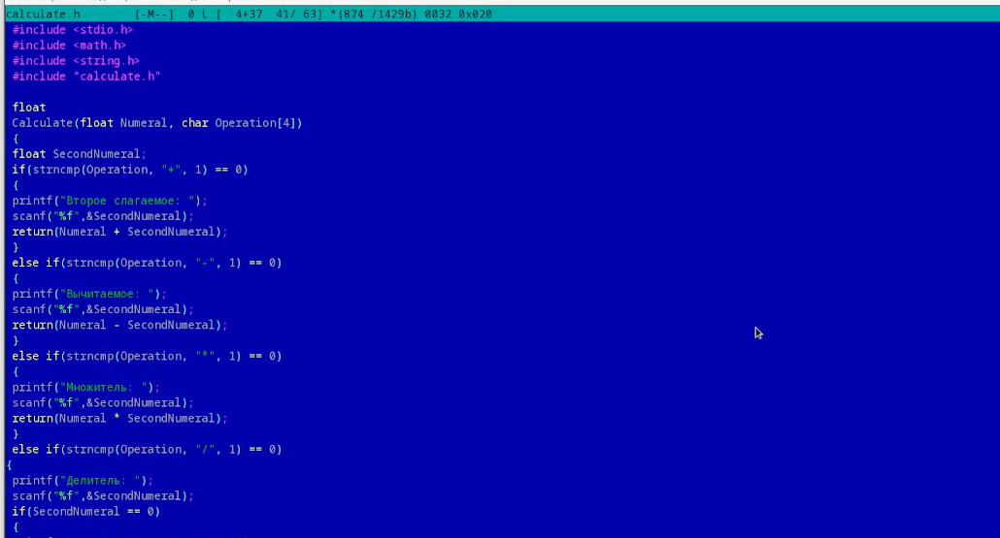 calculate.h [-M--] 0 L:[ 4+37 41/ 63] *(874 /1429b) 0032 0x020
#include <stdio.h>
#include <math.h>
#include <string.h>
#include "calculate.h"
float
Calculate(float Numeral, char Operation[4])
{
float SecondNumeral;
if(strncmp(Operation, "+", 1) == 0)
{
printf("Второе слагаемое: ");
scanf("%f",&SecondNumeral);
return(Numeral + SecondNumeral);
}
else if(strncmp(Operation, "-", 1) == 0)
{
printf("Вычитаемое: ");
scanf("%f",&SecondNumeral);
return(Numeral - SecondNumeral);
}
else if(strncmp(Operation, "*", 1) == 0)
{
printf("Множитель: ");
scanf("%f",&SecondNumeral);
return(Numeral * SecondNumeral);
}
else if(strncmp(Operation, "/", 1) == 0)
{
printf("Делитель: ");
scanf("%f",&SecondNumeral);
if(SecondNumeral == 0)
{